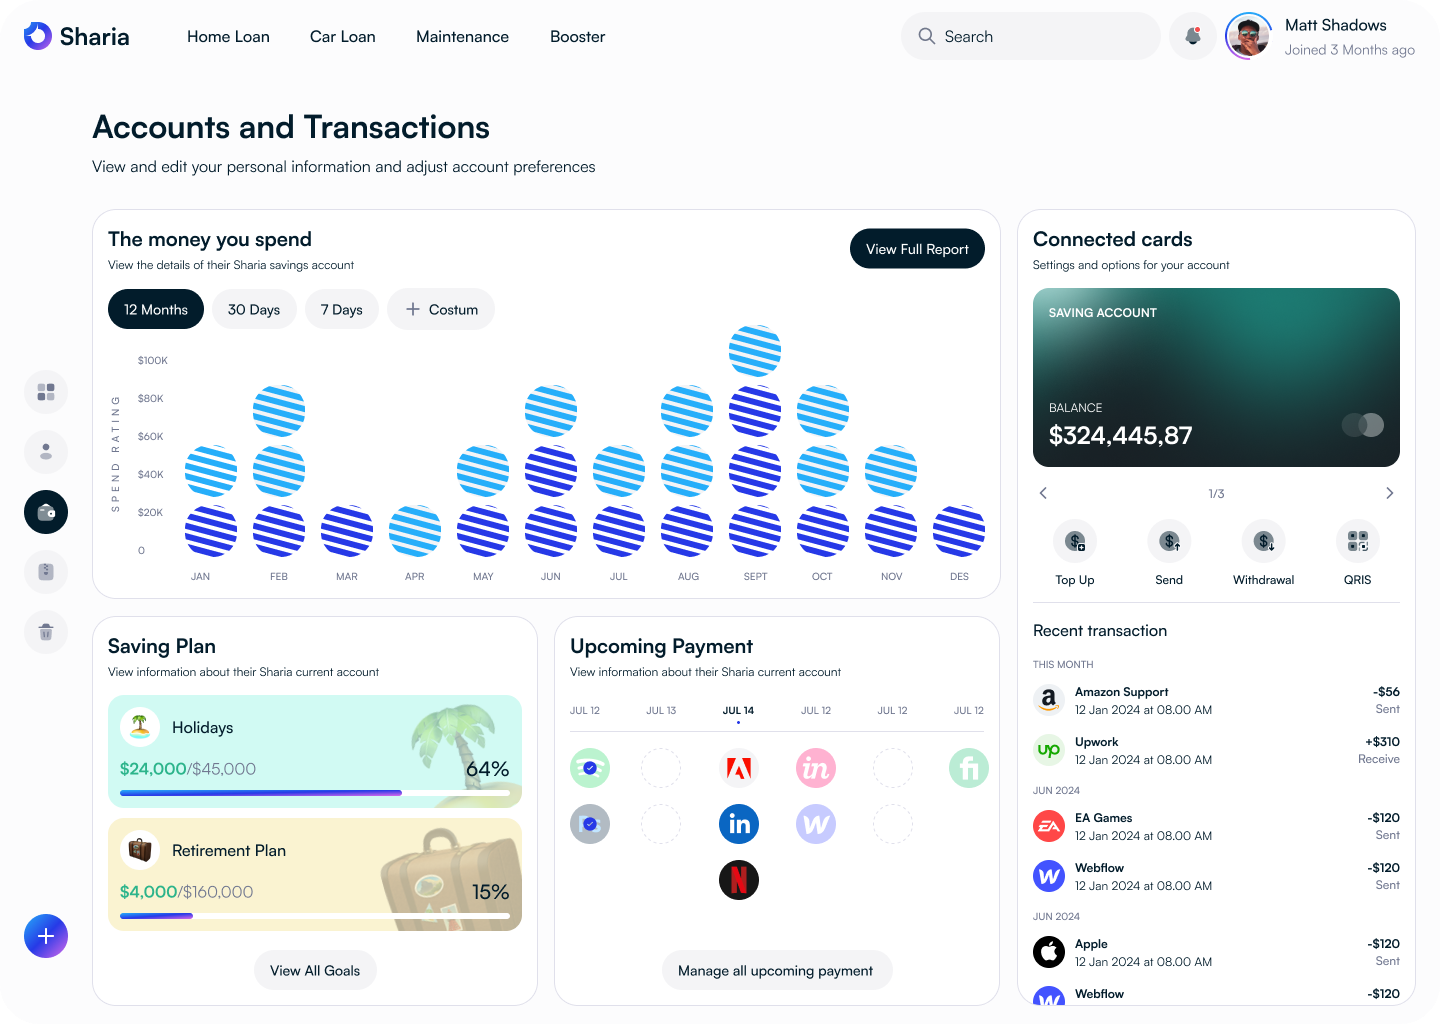 Sharia
Home Loan
Car Loan
Maintenance
Booster
Search
Matt Shadows
Joined 3 Months ago
Accounts and Transactions
View and edit your personal information and adjust account preferences
The money you spend
View the details of their Sharia savings account
View Full Report
12 Months
30 Days
7 Days
Costum
SPEND RATING
$100K
$80K
$60K
$40K
$20K
0
JAN
FEB
MAR
APR
MAY
JUN
JUL
AUG
SEPT
OCT
NOV
DES
Saving Plan
View information about their Sharia current account
Holidays
$24,000/$45,000
64%
Retirement Plan
$4,000/$160,000
15%
View All Goals
Upcoming Payment
View information about their Sharia current account
JUL 12
JUL 13
JUL 14
JUL 12
JUL 12
JUL 12
in
fi
in
W
N
Manage all upcoming payment
Connected cards
Settings and options for your account
SAVING ACCOUNT
BALANCE
$324,445,87
1/3
Top Up
Send
Withdrawal
QRIS
Recent transaction
THIS MONTH
a
Amazon Support
-$56
12 Jan 2024 at 08.00 AM
Sent
up
Upwork
+$310
12 Jan 2024 at 08.00 AM
Receive
JUN 2024
EA
EA Games
-$120
12 Jan 2024 at 08.00 AM
Sent
W
Webflow
-$120
12 Jan 2024 at 08.00 AM
Sent
JUN 2024
Apple
-$120
12 Jan 2024 at 08.00 AM
Sent
W
Webflow
-$120